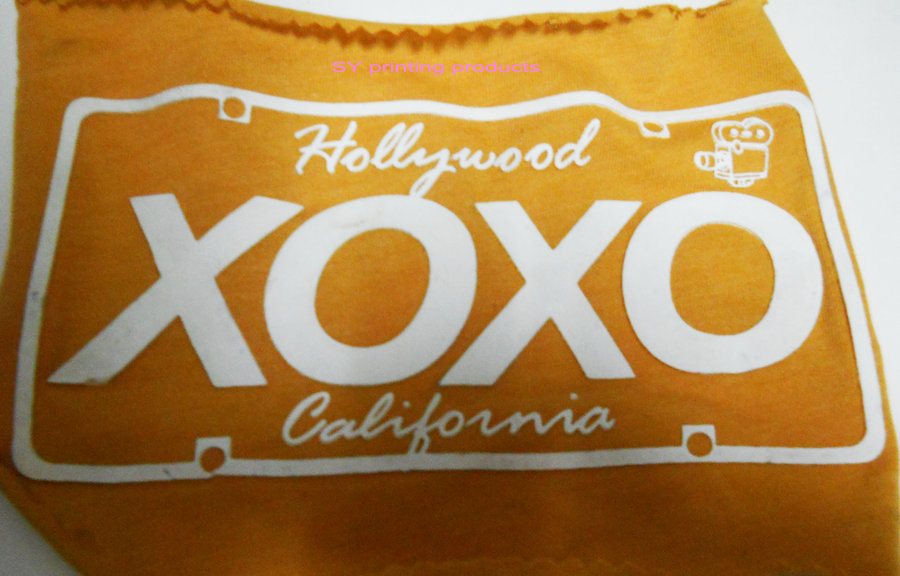 SY printing products
Hollywood
XOXO
California